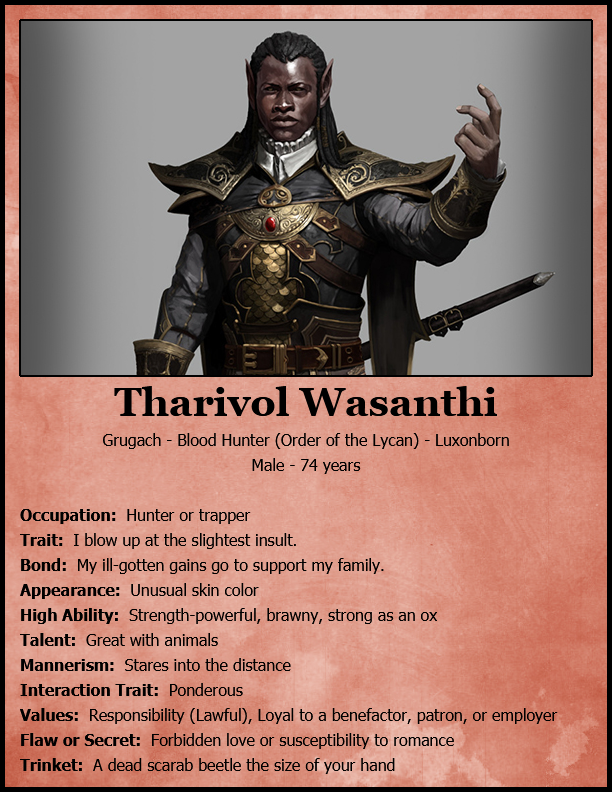 Tharivol Wasanthi
Grugach - Blood Hunter (Order of the Lycan) - Luxonborn
Male - 74 years
Occupation: Hunter or trapper
Trait: I blow up at the slightest insult.
Bond: My ill-gotten gains go to support my family.
Appearance: Unusual skin color
High Ability: Strength-powerful, brawny, strong as an ox
Talent: Great with animals
Mannerism: Stares into the distance
Interaction Trait: Ponderous
Values: Responsibility (Lawful), Loyal to a benefactor, patron, or employer
Flaw or Secret: Forbidden love or susceptibility to romance
Trinket: A dead scarab beetle the size of your hand